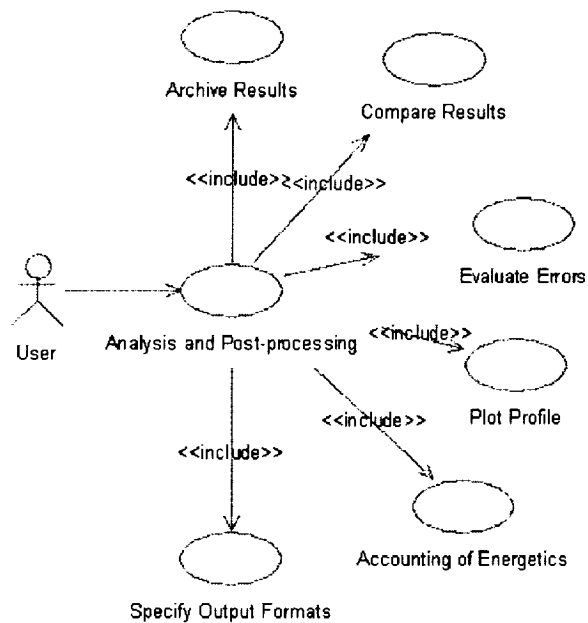 Archive Results
Compare Results
<<include>>
<<include>>
<<include>>
Evaluate Errors
User
Analysis and Post-processing
<<include>>
Plot Profile
<<include>>
<<include>>
Accounting of Energetics
Specify Output Formats